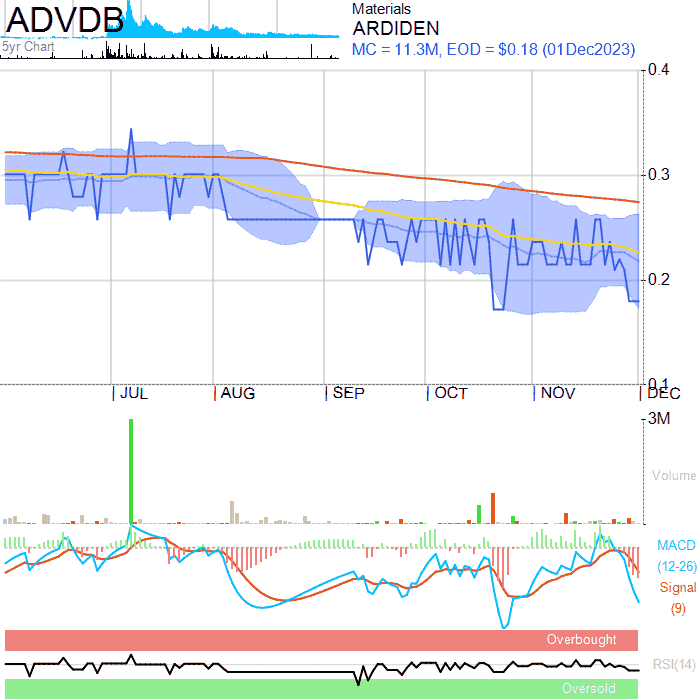 ADVDB
5yr Chart
Materials
ARDIDEN
MC = 11.3M, EOD = $0.18 (01Dec2023)
0.4
0.3
0.2
0.1
JUL
AUG
SEP
OCT
NOV
DEC
3M
Volume
MACD
(12-26)
Signal
(9)
Overbought
RSI(14)
Oversold